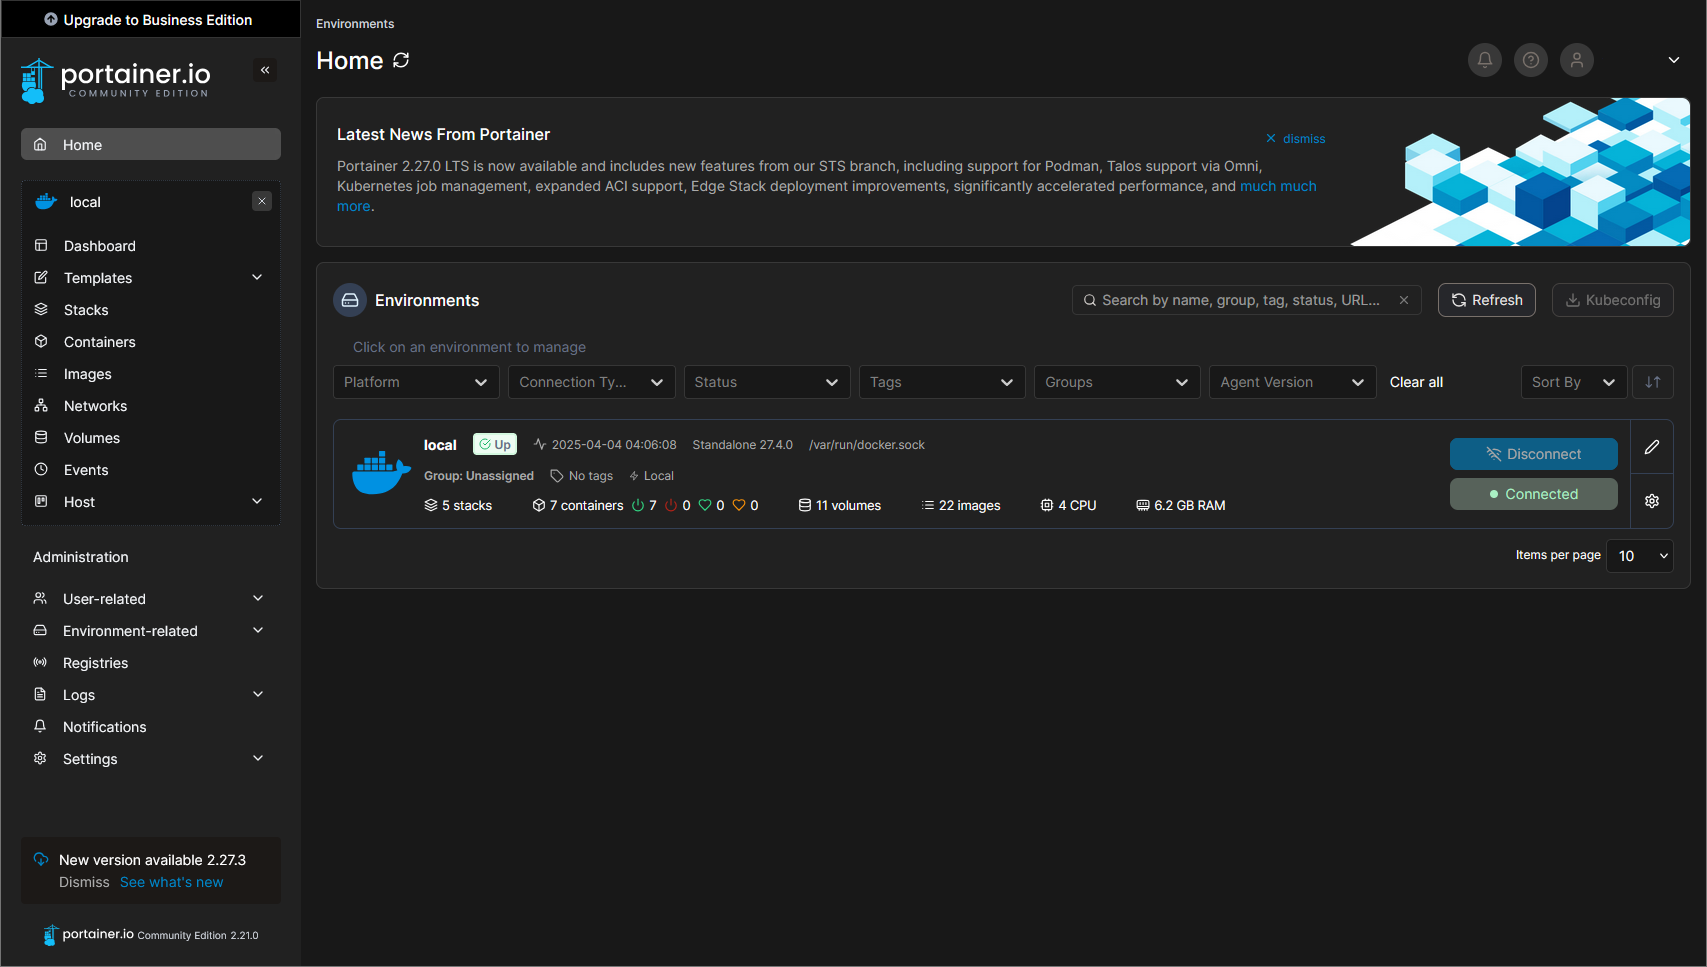 Upgrade to Business Edition
portainer.io
COMMUNITY EDITION
Home
local
Dashboard
Templates
Stacks
Containers
Images
Networks
Volumes
Events
Host
Administration
User-related
Environment-related
Registries
Logs
Notifications
Settings
New version available 2.27.3
Dismiss See what's new
portainer.io Community Edition 2.21.0
Environments
Home
Latest News From Portainer
dismiss
Portainer 2.27.0 LTS is now available and includes new features from our STS branch, including support for Podman, Talos support via Omni,
Kubernetes job management, expanded ACI support, Edge Stack deployment improvements, significantly accelerated performance, and much much
more.
Environments
Search by name, group, tag, status, URL...
Refresh
Kubeconfig
Click on an environment to manage
Platform Connection Ty... Status Tags Groups Agent Version Clear all Sort By
local Up 2025-04-04 04:06:08 Standalone 27.4.0 /var/run/docker.sock
Group: Unassigned No tags Local
5 stacks 7 containers 7 0 0 0 11 volumes 22 images 4 CPU 6.2 GB RAM
Disconnect
Connected
Items per page 10